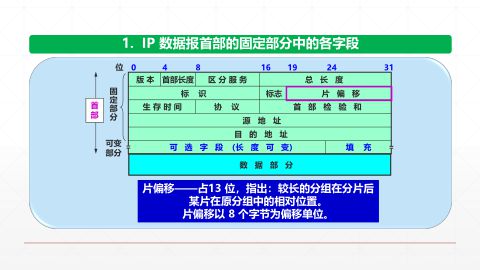 1. IP 数据报首部的固定部分中的各字段
位 0 4 8 16 19 24 31
版本 首部长度 区分服务 总长度
标识 标志 片偏移
生存时间 协议 首部检验和
源地址
目的地址
可选字段 (长度可变) 填充
数据部分
首部
固定部分
可变部分
片偏移——占13 位，指出：较长的分组在分片后
某片在原分组中的相对位置。
片偏移以 8 个字节为偏移单位。